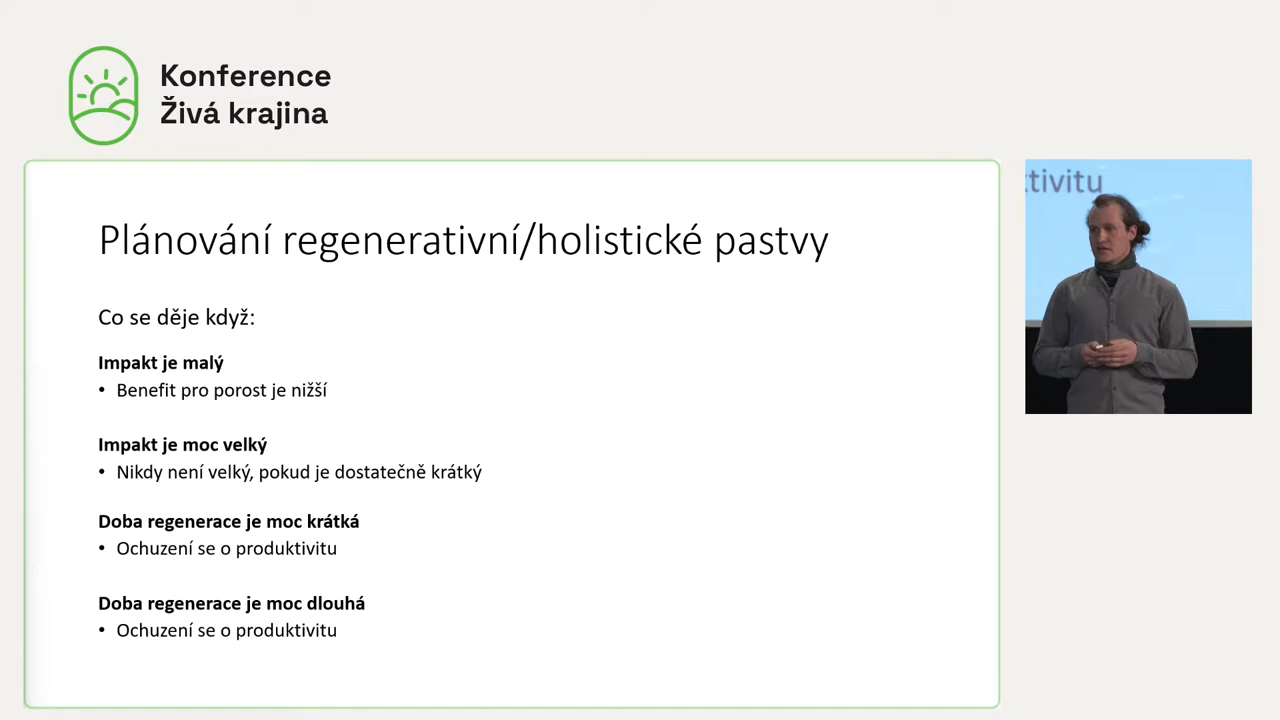 Konference
Živá krajina
Plánování regenerativní/holistické pastvy
Co se děje když:
Impakt je malý
• Benefit pro porost je nižší
Impakt je moc velký
• Nikdy není velký, pokud je dostatečně krátký
Doba regenerace je moc krátká
• Ochuzení se o produktivitu
Doba regenerace je moc dlouhá
• Ochuzení se o produktivitu